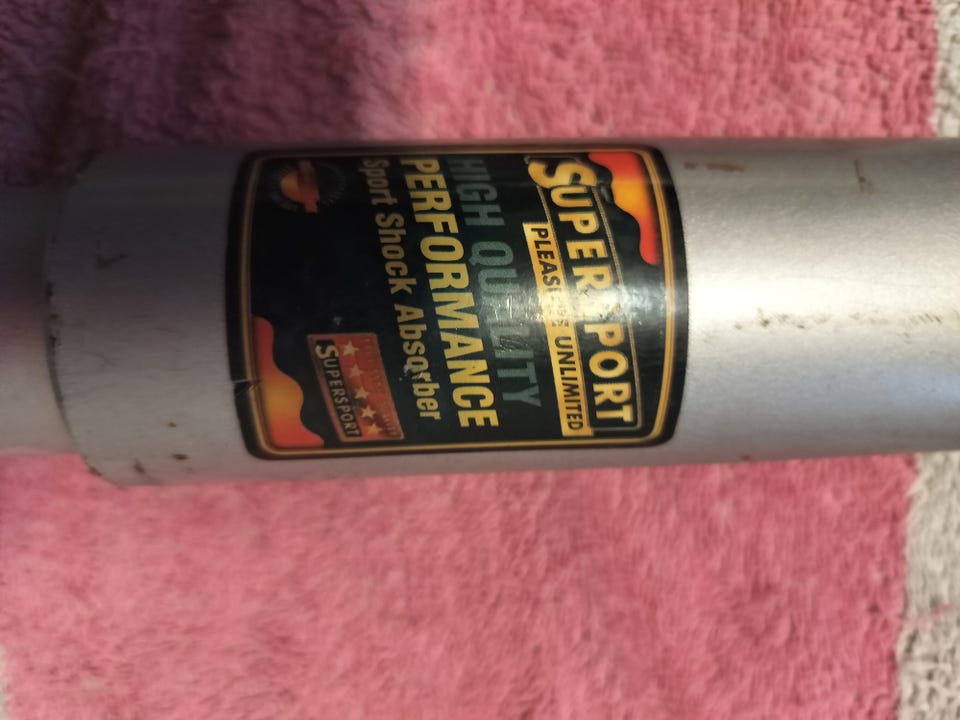 SUPERSPORT
PLEASURE UNLIMITED
HIGH QUALITY
PERFORMANCE
Sport Shock Absorber
SUPERSPORT